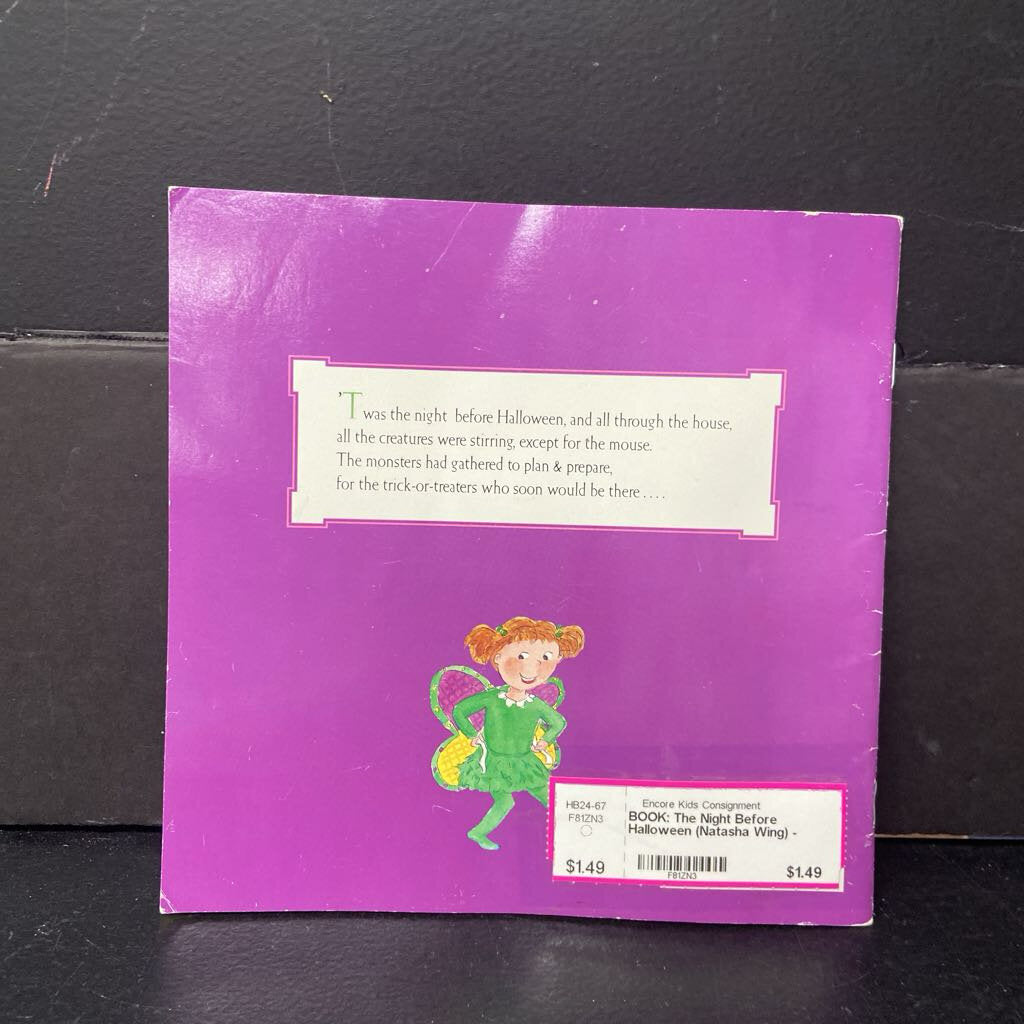 'Twas the night before Halloween, and all through the house,
all the creatures were stirring, except for the mouse.
The monsters had gathered to plan & prepare,
for the trick-or-treaters who soon would be there . . . .
HB24-67
F81ZN3
$1.49
Encore Kids Consignment
BOOK: The Night Before
Halloween (Natasha Wing) -
F81ZN3
$1.49